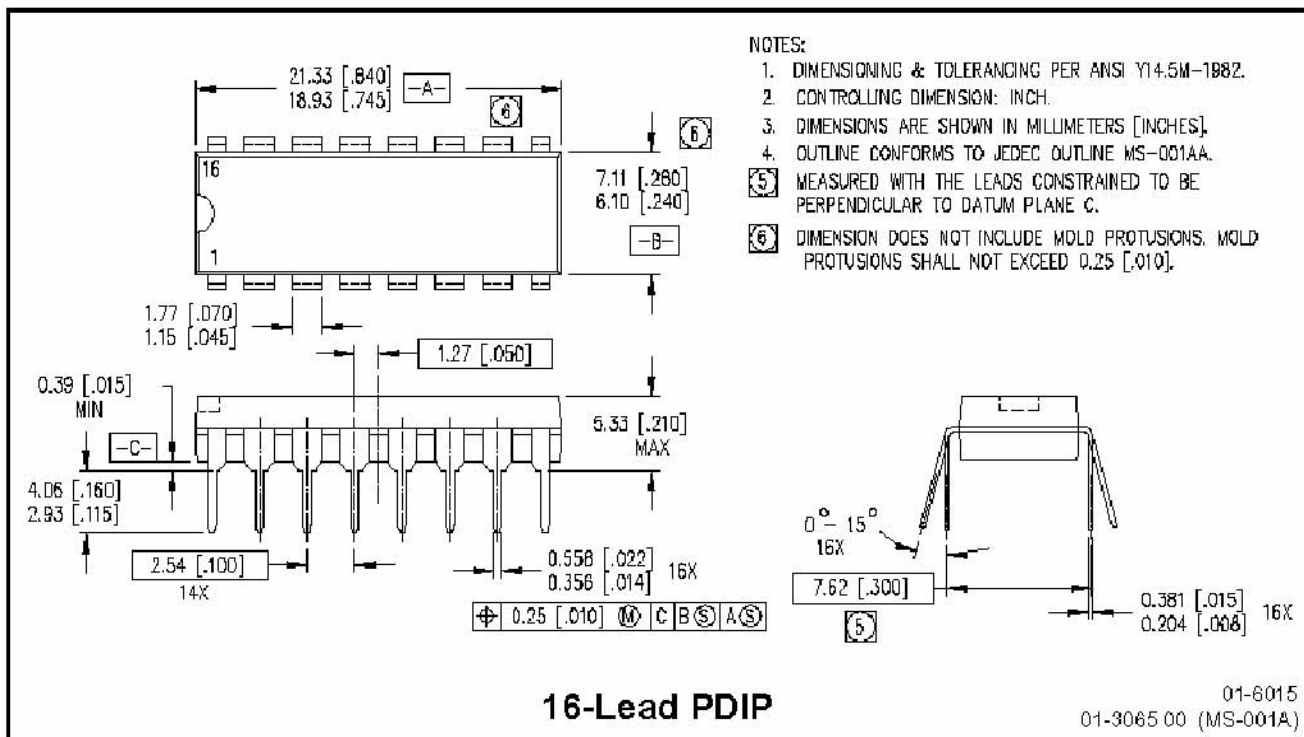 21.33 [.840]
18.93 [.745]
-A-
6
6
16
1
7.11 [.280]
6.10 [.240]
-B-
NOTES:
1. DIMENSIONING & TOLERANCING PER ANSI Y14.5M-1982.
2. CONTROLLING DIMENSION: INCH.
3. DIMENSIONS ARE SHOWN IN MILLIMETERS [INCHES].
4. OUTLINE CONFORMS TO JEDEC OUTLINE MS-001AA.
5 MEASURED WITH THE LEADS CONSTRAINED TO BE
PERPENDICULAR TO DATUM PLANE C.
6 DIMENSION DOES NOT INCLUDE MOLD PROTUSIONS. MOLD
PROTUSIONS SHALL NOT EXCEED 0.25 [.010].
1.77 [.070]
1.15 [.045]
1.27 [.050]
0.39 [.015]
MIN
-C-
5.33 [.210]
MAX
4.06 [.160]
2.93 [.115]
2.54 [.100]
14X
0.558 [.022]
0.356 [.014]
16X
⌖ 0.25 [.010] Ⓜ C B Ⓢ A Ⓢ
0° - 15°
16X
7.62 [.300]
5
0.381 [.015]
0.204 [.008]
16X
16-Lead PDIP
01-6015
01-3065 00 (MS-001A)